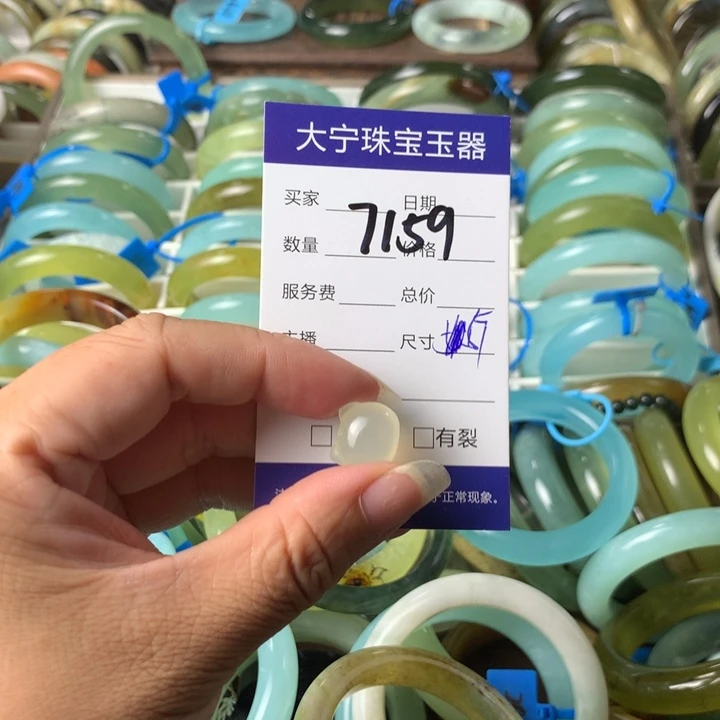 大宁珠宝玉器
买家 日期
7159
数量 价格
服务费 总价
主播 尺寸
有裂
正常现象。